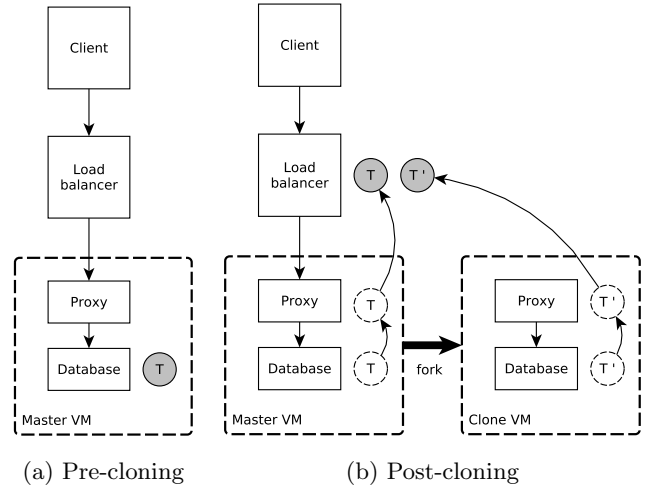 Client
Load
balancer
Proxy
Database
T
Master VM
(a) Pre-cloning
Client
Load
balancer
T
T '
Proxy
T
Database
T
Master VM
fork
Proxy
T '
Database
T '
Clone VM
(b) Post-cloning